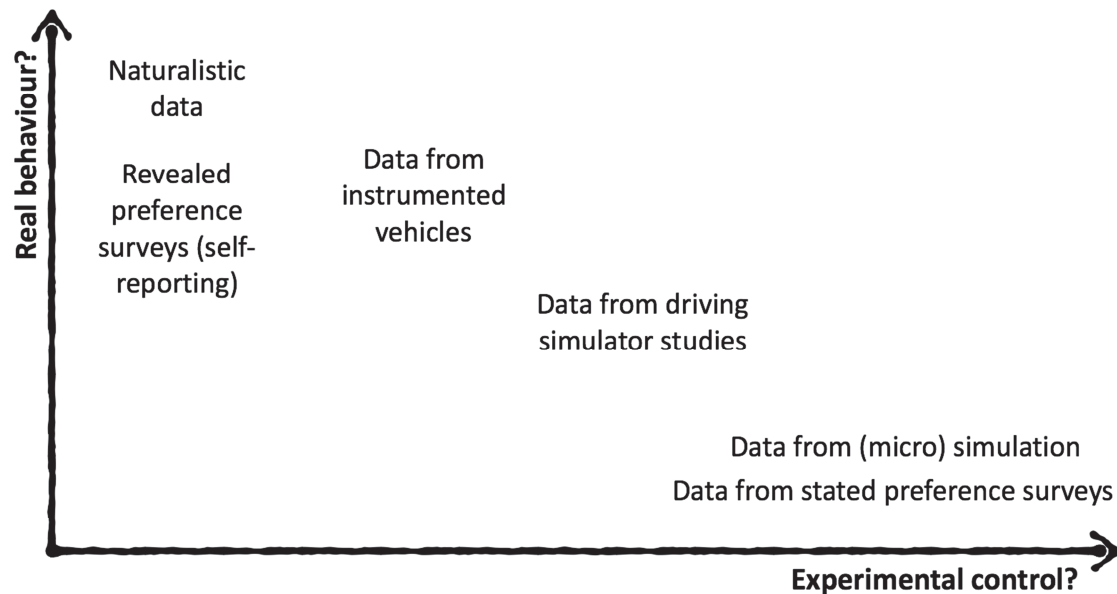 Real behaviour?
Naturalistic
data
Revealed
preference
surveys (self-
reporting)
Data from
instrumented
vehicles
Data from driving
simulator studies
Data from (micro) simulation
Data from stated preference surveys
Experimental control?